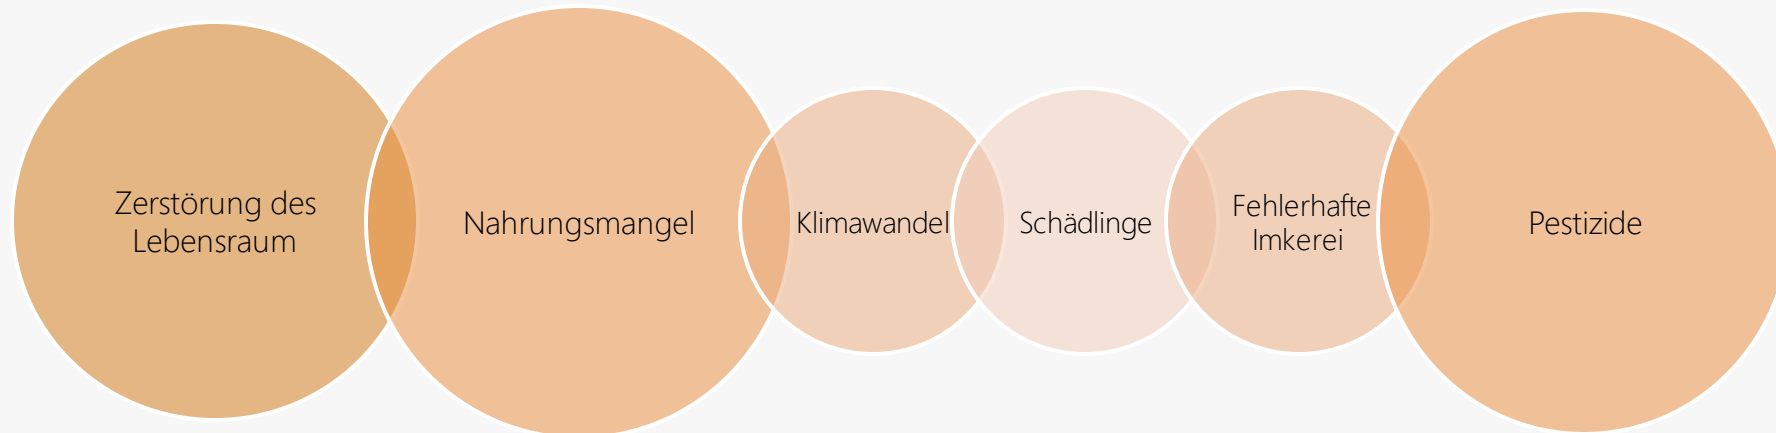 Zerstörung des
Lebensraum
Nahrungsmangel
Klimawandel
Schädlinge
Fehlerhafte
Imkerei
Pestizide